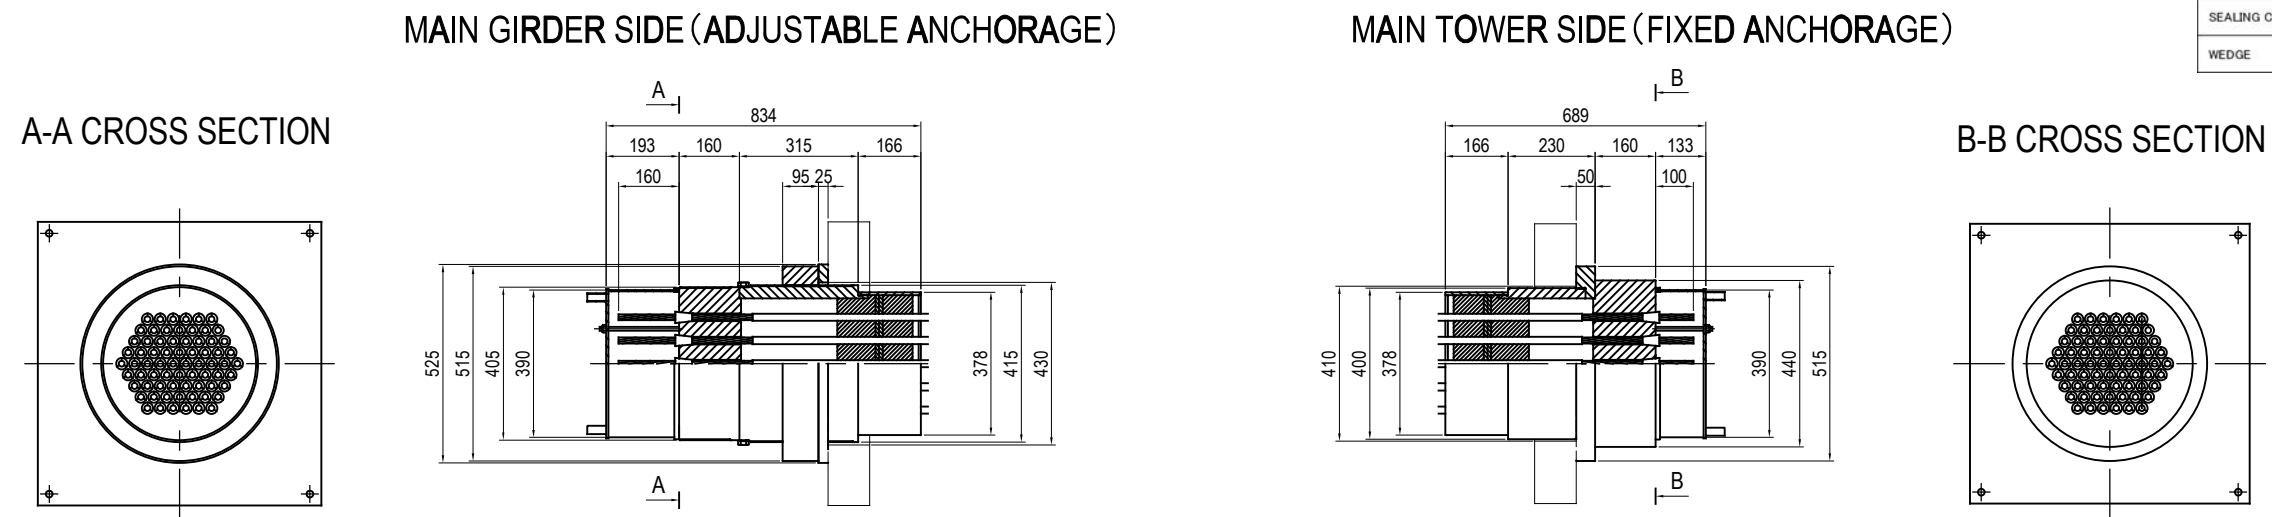 MAIN GIRDER SIDE(ADJUSTABLE ANCHORAGE)
MAIN TOWER SIDE(FIXED ANCHORAGE)
SEALING C
WEDGE
A-A CROSS SECTION
A
834
193 160 315 166
160 95 25
525 515 405 390
378 415 430
A
B
689
166 230 160 133
50 100
410 400 378
390 440 515
B
B-B CROSS SECTION